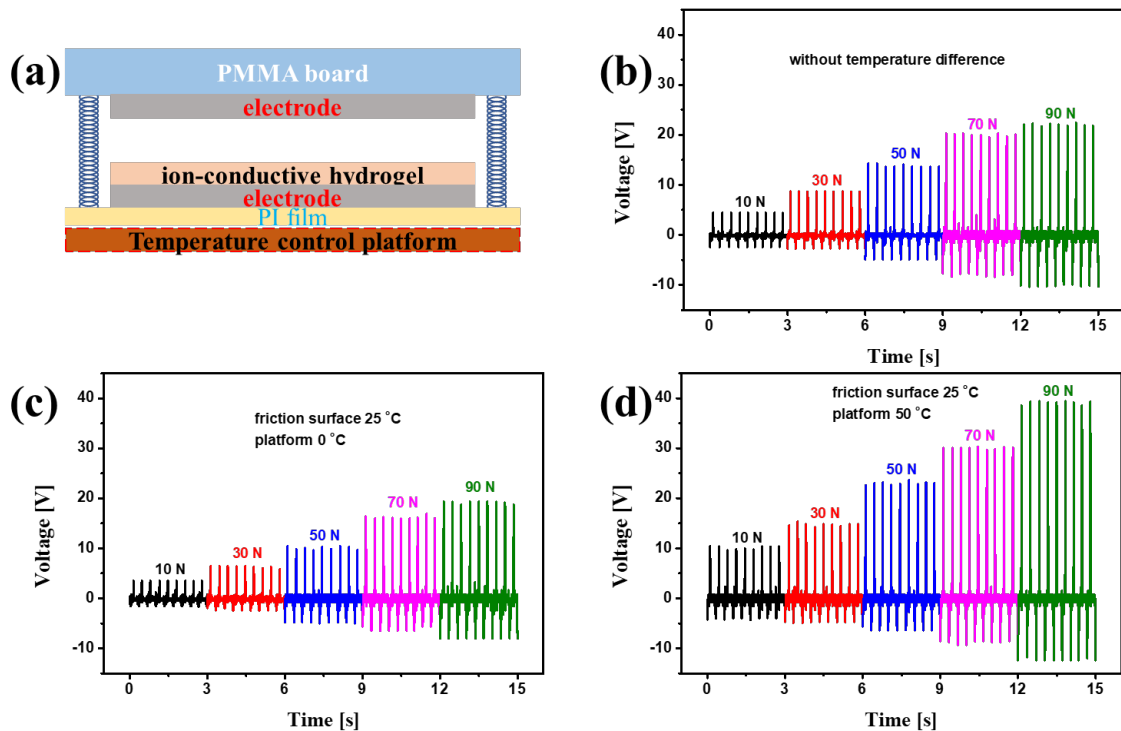 (a)
PMMA board
electrode
ion-conductive hydrogel
electrode
PI film
Temperature control platform
(b)
without temperature difference
10 N
30 N
50 N
70 N
90 N
Voltage [V]
40
30
20
10
0
-10
0 3 6 9 12 15
Time [s]
(c)
friction surface 25 °C
platform 0 °C
10 N
30 N
50 N
70 N
90 N
Voltage [V]
40
30
20
10
0
-10
0 3 6 9 12 15
Time [s]
(d)
friction surface 25 °C
platform 50 °C
10 N
30 N
50 N
70 N
90 N
Voltage [V]
40
30
20
10
0
-10
0 3 6 9 12 15
Time [s]